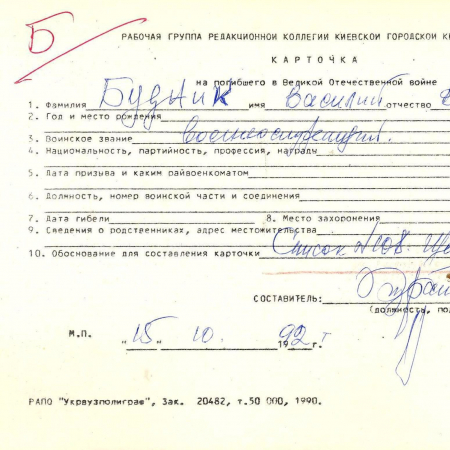 Б
РАБОЧАЯ ГРУППА РЕДАКЦИОННОЙ КОЛЛЕГИИ КИЕВСКОЙ ГОРОДСКОЙ
КАРТОЧКА
на погибшего в Великой Отечественной войне
1. Фамилия Будник имя Василий отчество
2. Год и место рождения
3. Воинское звание военнослужащий.
4. Национальность, партийность, профессия, награды
5. Дата призыва и каким райвоенкоматом
6. Должность, номер воинской части и соединения
7. Дата гибели 8. Место захоронения
9. Сведения о родственниках, адрес местожительства
10. Обоснование для составления карточки Список №108.
СОСТАВИТЕЛЬ:
(должность,
М.П. "15" 10. 1992 г.
РАПО "Укрвузполиграф", Зак. 20482, т.50 000, 1990.